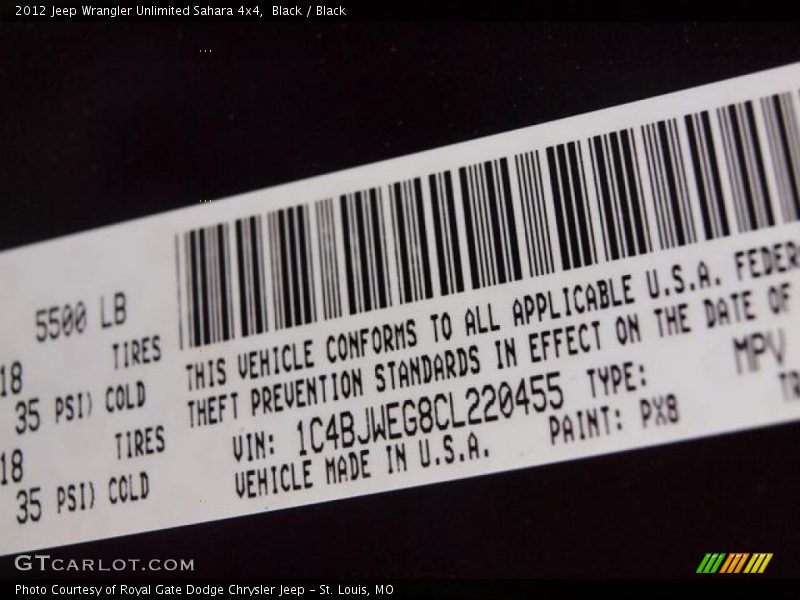 2012 Jeep Wrangler Unlimited Sahara 4x4, Black / Black
5500 LB
18 TIRES
35 PSI) COLD
18 TIRES
35 PSI) COLD
THIS VEHICLE CONFORMS TO ALL APPLICABLE U.S.A. FEDER
THEFT PREVENTION STANDARDS IN EFFECT ON THE DATE OF
VIN: 1C4BJWEG8CL220455 TYPE: MPV
VEHICLE MADE IN U.S.A. PAINT: PX8 TR
GTCARLOT.COM
Photo Courtesy of Royal Gate Dodge Chrysler Jeep - St. Louis, MO